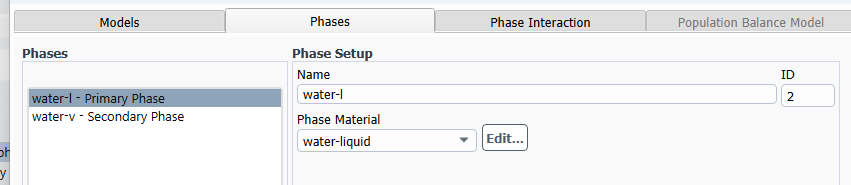 Models
Phases
Phase Interaction
Population Balance Model
Phases
Phase Setup
Name
ID
water-l - Primary Phase
water-v - Secondary Phase
water-l
2
Phase Material
water-liquid
Edit...
ph
y